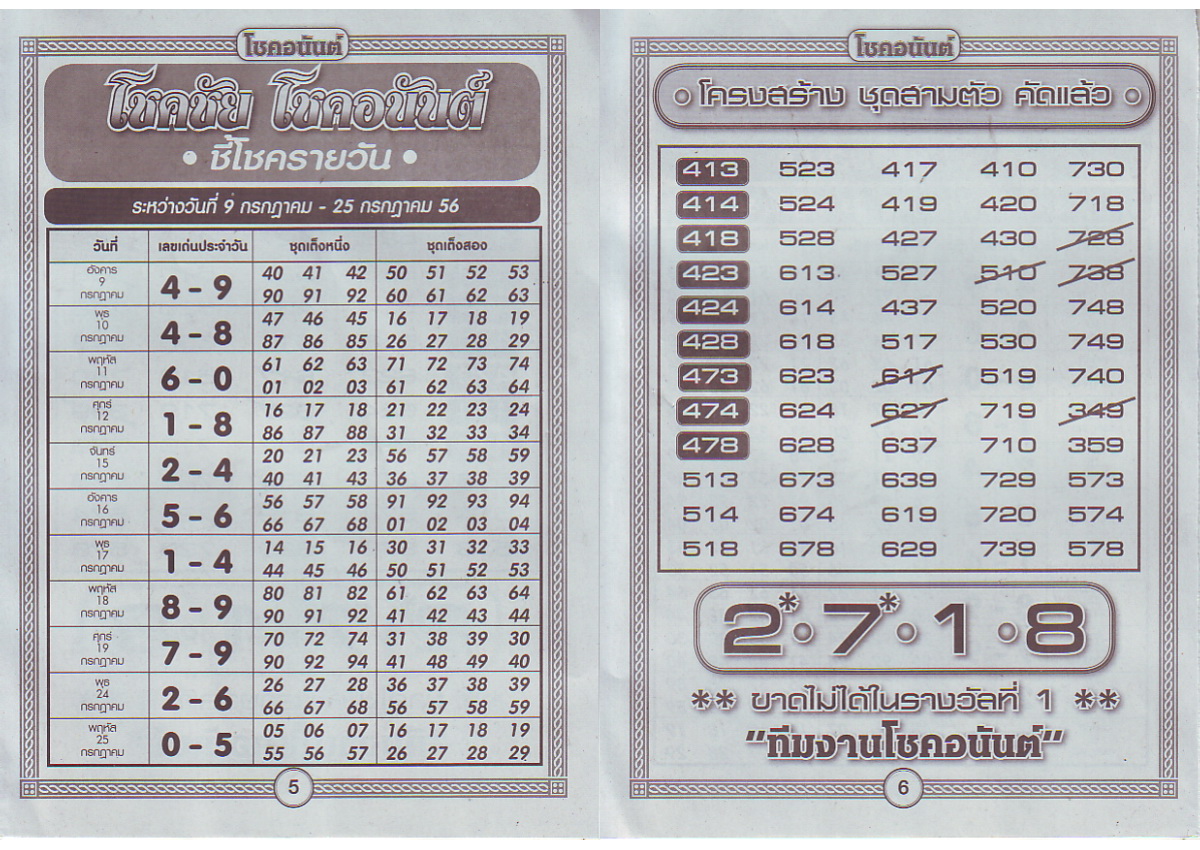 โชคอนันต์
โชคชัย โชคอนันต์
• ชี้โชครายวัน •
ระหว่างวันที่ 9 กรกฎาคม - 25 กรกฎาคม 56
วันที่ เลขเด่นประจำวัน ชุดเต็งหนึ่ง ชุดเต็งสอง
อังคาร 9 กรกฎาคม 4 - 9
40 41 42 50 51 52 53
90 91 92 60 61 62 63
พุธ 10 กรกฎาคม 4 - 8
47 46 45 16 17 18 19
87 86 85 26 27 28 29
พฤหัส 11 กรกฎาคม 6 - 0
61 62 63 71 72 73 74
01 02 03 61 62 63 64
ศุกร์ 12 กรกฎาคม 1 - 8
16 17 18 21 22 23 24
86 87 88 31 32 33 34
จันทร์ 15 กรกฎาคม 2 - 4
20 21 23 56 57 58 59
40 41 43 36 37 38 39
อังคาร 16 กรกฎาคม 5 - 6
56 57 58 91 92 93 94
66 67 68 01 02 03 04
พุธ 17 กรกฎาคม 1 - 4
14 15 16 30 31 32 33
44 45 46 50 51 52 53
พฤหัส 18 กรกฎาคม 8 - 9
80 81 82 61 62 63 64
90 91 92 41 42 43 44
ศุกร์ 19 กรกฎาคม 7 - 9
70 72 74 31 38 39 30
90 92 94 41 48 49 40
พุธ 24 กรกฎาคม 2 - 6
26 27 28 36 37 38 39
66 67 68 56 57 58 59
พฤหัส 25 กรกฎาคม 0 - 5
05 06 07 16 17 18 19
55 56 57 26 27 28 29
5
โชคอนันต์
โครงสร้าง ชุดสามตัว คัดแล้ว
413 523 417 410 730
414 524 419 420 718
418 528 427 430 728
423 613 527 510 738
424 614 437 520 748
428 618 517 530 749
473 623 617 519 740
474 624 627 719 349
478 628 637 710 359
513 673 639 729 573
514 674 619 720 574
518 678 629 739 578
2* • 7* • 1 • 8
** ขาดไม่ได้ในรางวัลที่ 1 **
"ทีมงานโชคอนันต์"
6